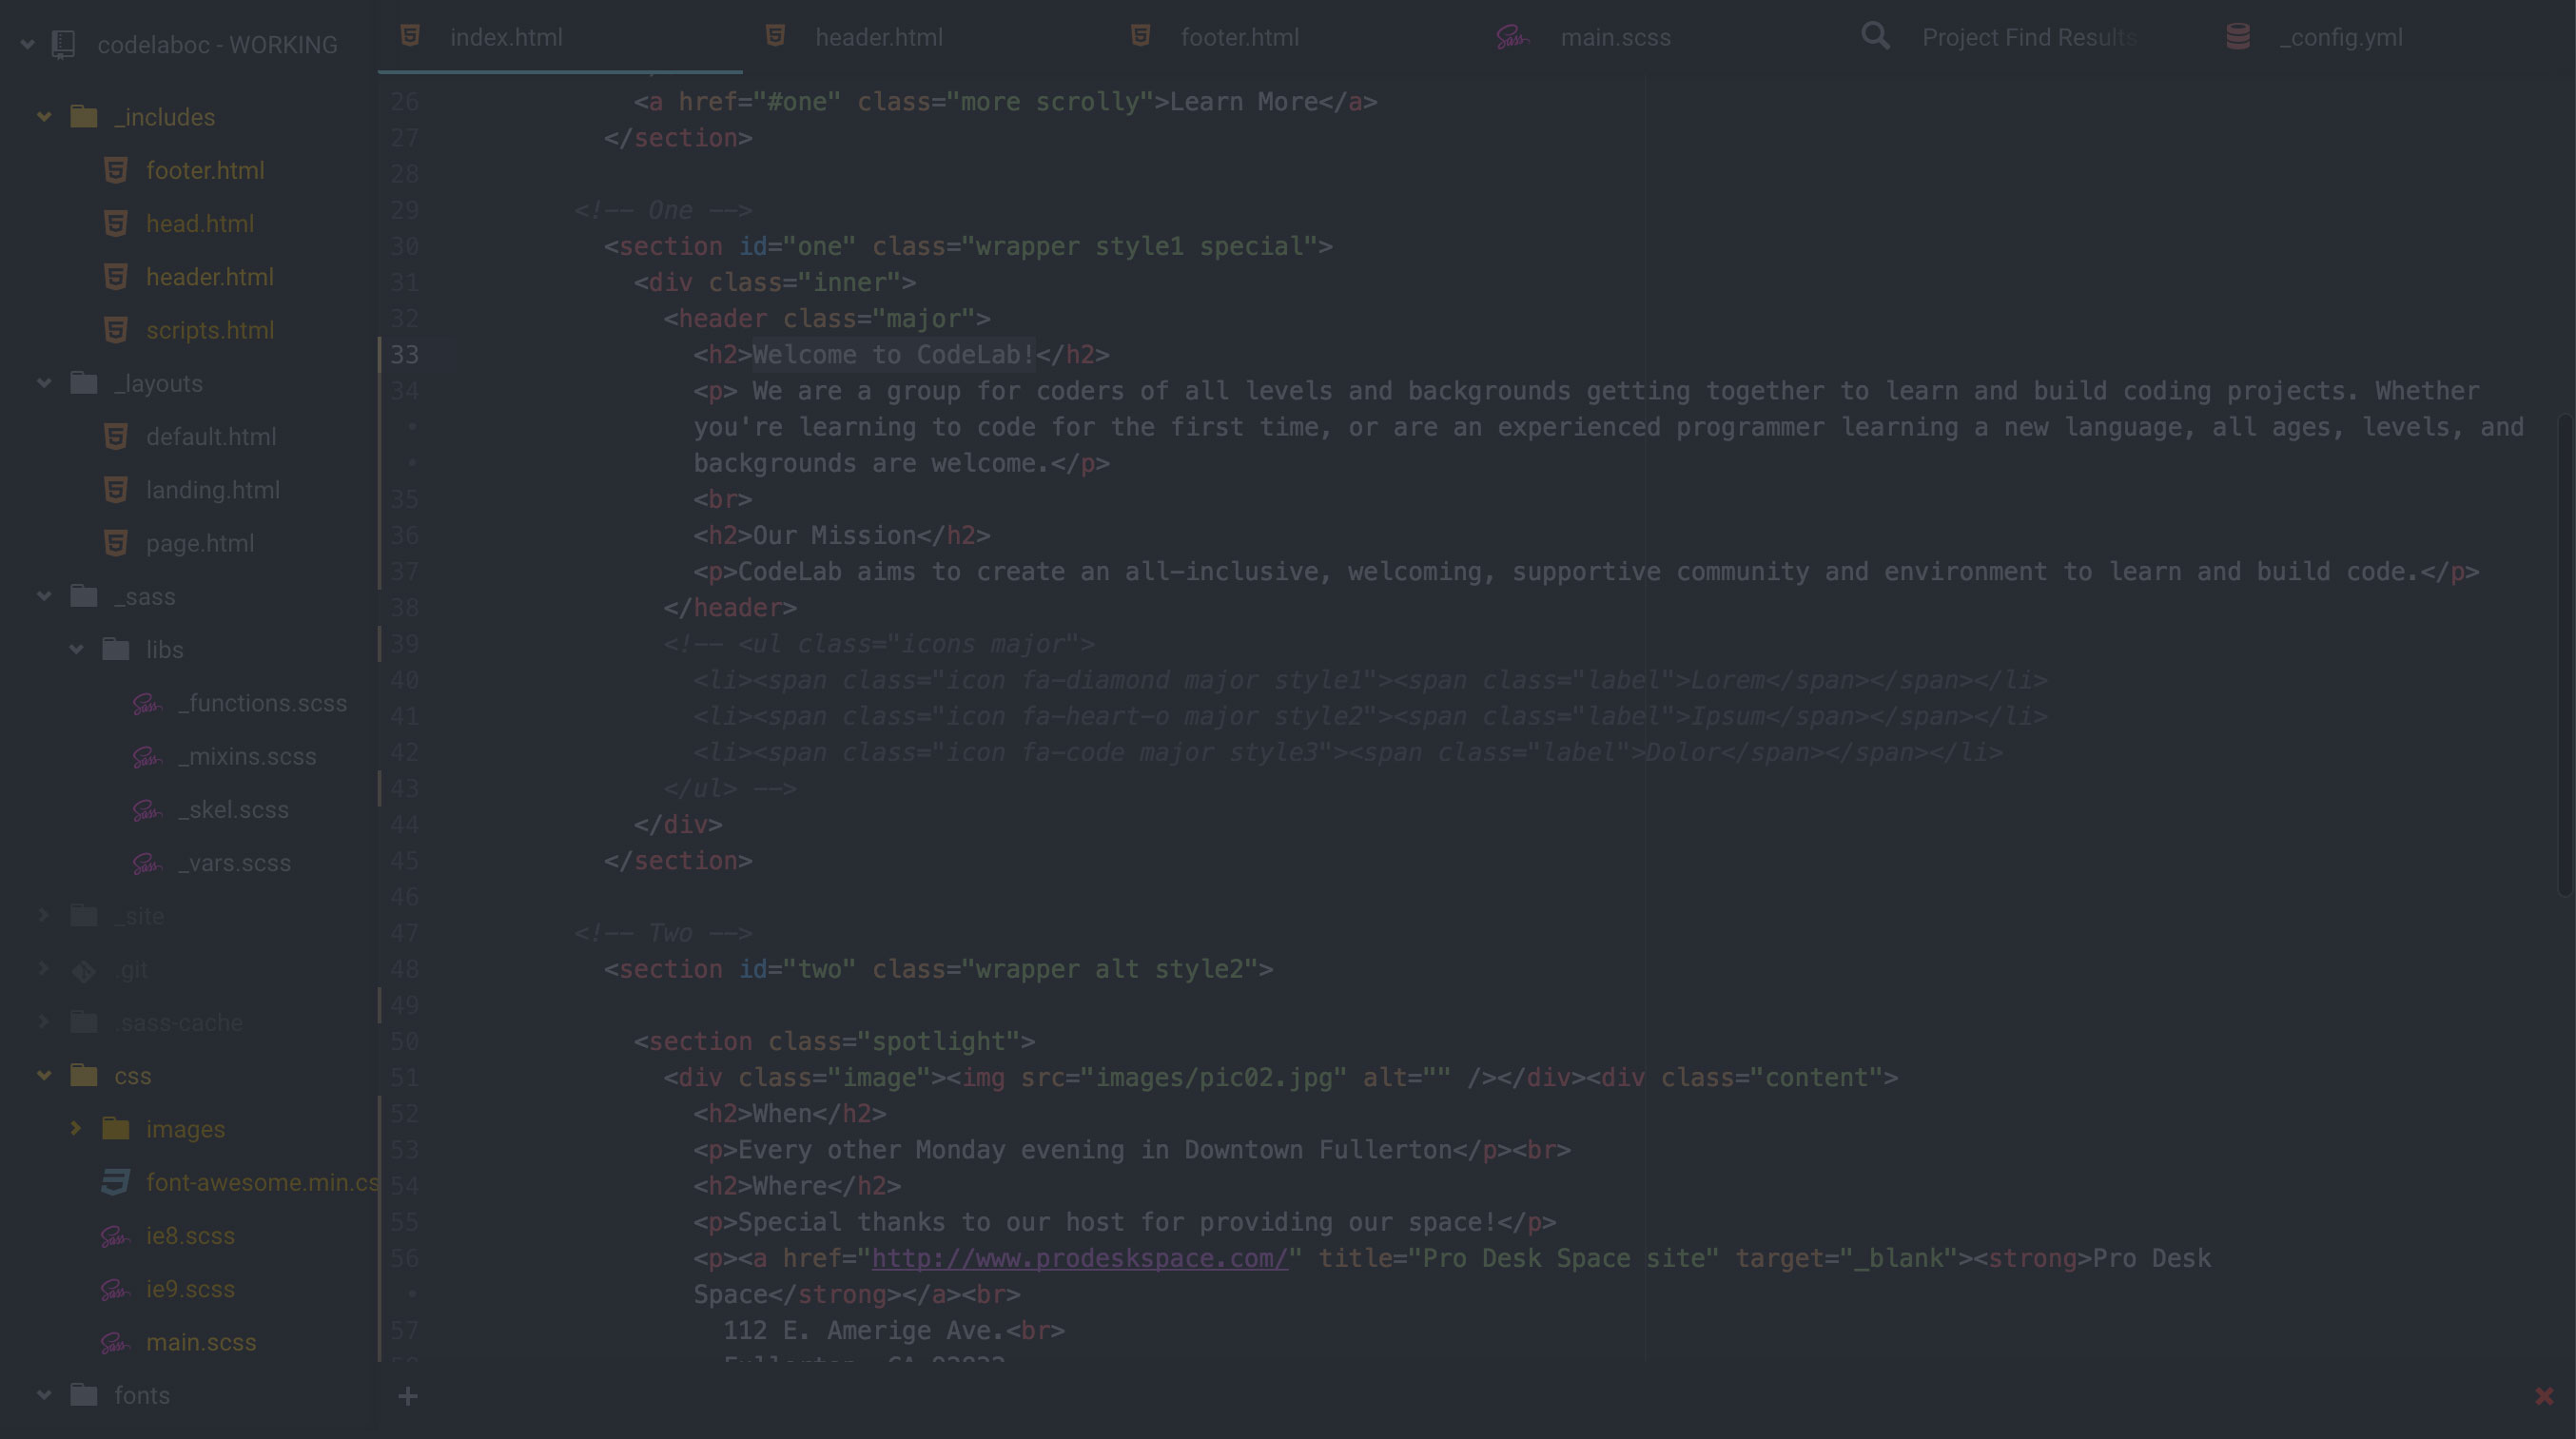 codelaboc - WORKING
_includes
footer.html
head.html
header.html
scripts.html
_layouts
default.html
landing.html
page.html
_sass
libs
_functions.scss
_mixins.scss
_skel.scss
_vars.scss
_site
.git
.sass-cache
css
images
font-awesome.min.cs
ie8.scss
ie9.scss
main.scss
fonts
index.html header.html footer.html main.scss Project Find Results _config.yml
26 <a href="#one" class="more scrolly">Learn More</a>
27 </section>
28
29 <!-- One -->
30 <section id="one" class="wrapper style1 special">
31 <div class="inner">
32 <header class="major">
33 <h2>Welcome to CodeLab!</h2>
34 <p> We are a group for coders of all levels and backgrounds getting together to learn and build coding projects. Whether
• you're learning to code for the first time, or are an experienced programmer learning a new language, all ages, levels, and
• backgrounds are welcome.</p>
35 <br>
36 <h2>Our Mission</h2>
37 <p>CodeLab aims to create an all-inclusive, welcoming, supportive community and environment to learn and build code.</p>
38 </header>
39 <!-- <ul class="icons major">
40 <li><span class="icon fa-diamond major style1"><span class="label">Lorem</span></span></li>
41 <li><span class="icon fa-heart-o major style2"><span class="label">Ipsum</span></span></li>
42 <li><span class="icon fa-code major style3"><span class="label">Dolor</span></span></li>
43 </ul> -->
44 </div>
45 </section>
46
47 <!-- Two -->
48 <section id="two" class="wrapper alt style2">
49
50 <section class="spotlight">
51 <div class="image"><img src="images/pic02.jpg" alt="" /></div><div class="content">
52 <h2>When</h2>
53 <p>Every other Monday evening in Downtown Fullerton</p><br>
54 <h2>Where</h2>
55 <p>Special thanks to our host for providing our space!</p>
56 <p><a href="http://www.prodeskspace.com/" title="Pro Desk Space site" target="_blank"><strong>Pro Desk
• Space</strong></a><br>
57 112 E. Amerige Ave.<br>